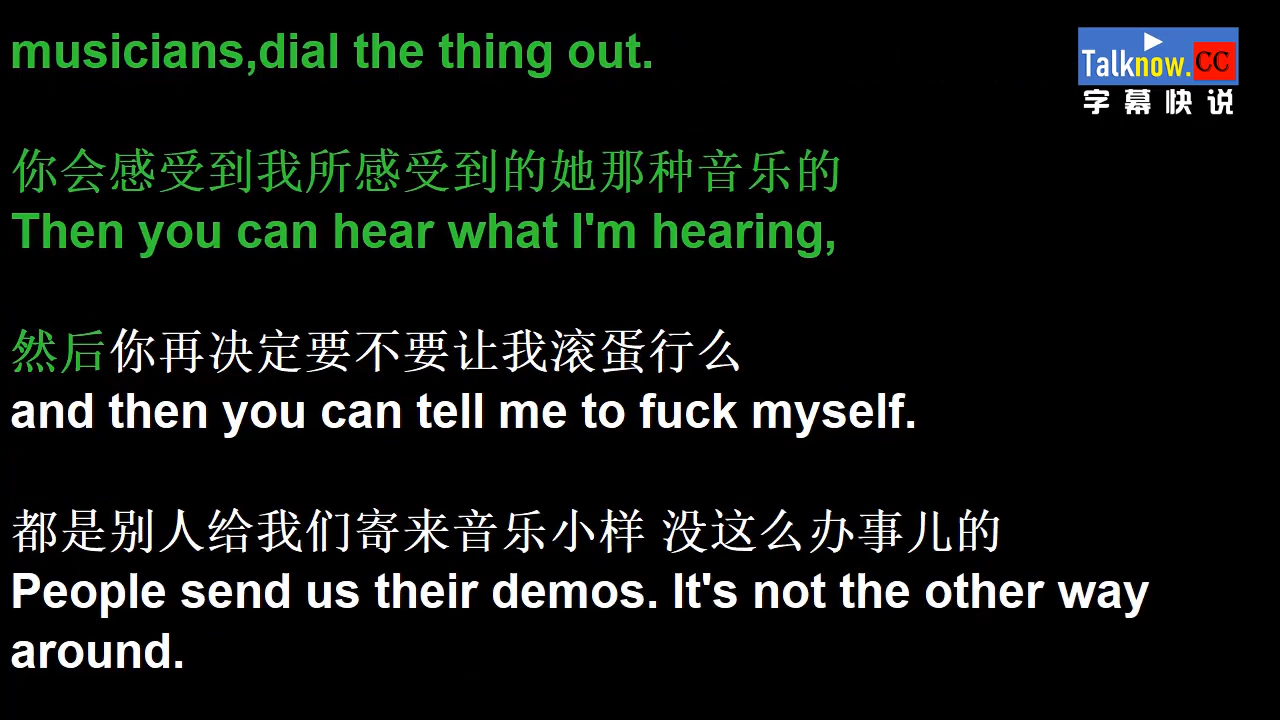 musicians,dial the thing out.
Talknow.CC
字幕快说
你会感受到我所感受到的她那种音乐的
Then you can hear what I'm hearing,
然后你再决定要不要让我滚蛋行么
and then you can tell me to fuck myself.
都是别人给我们寄来音乐小样 没这么办事儿的
People send us their demos. It's not the other way
around.